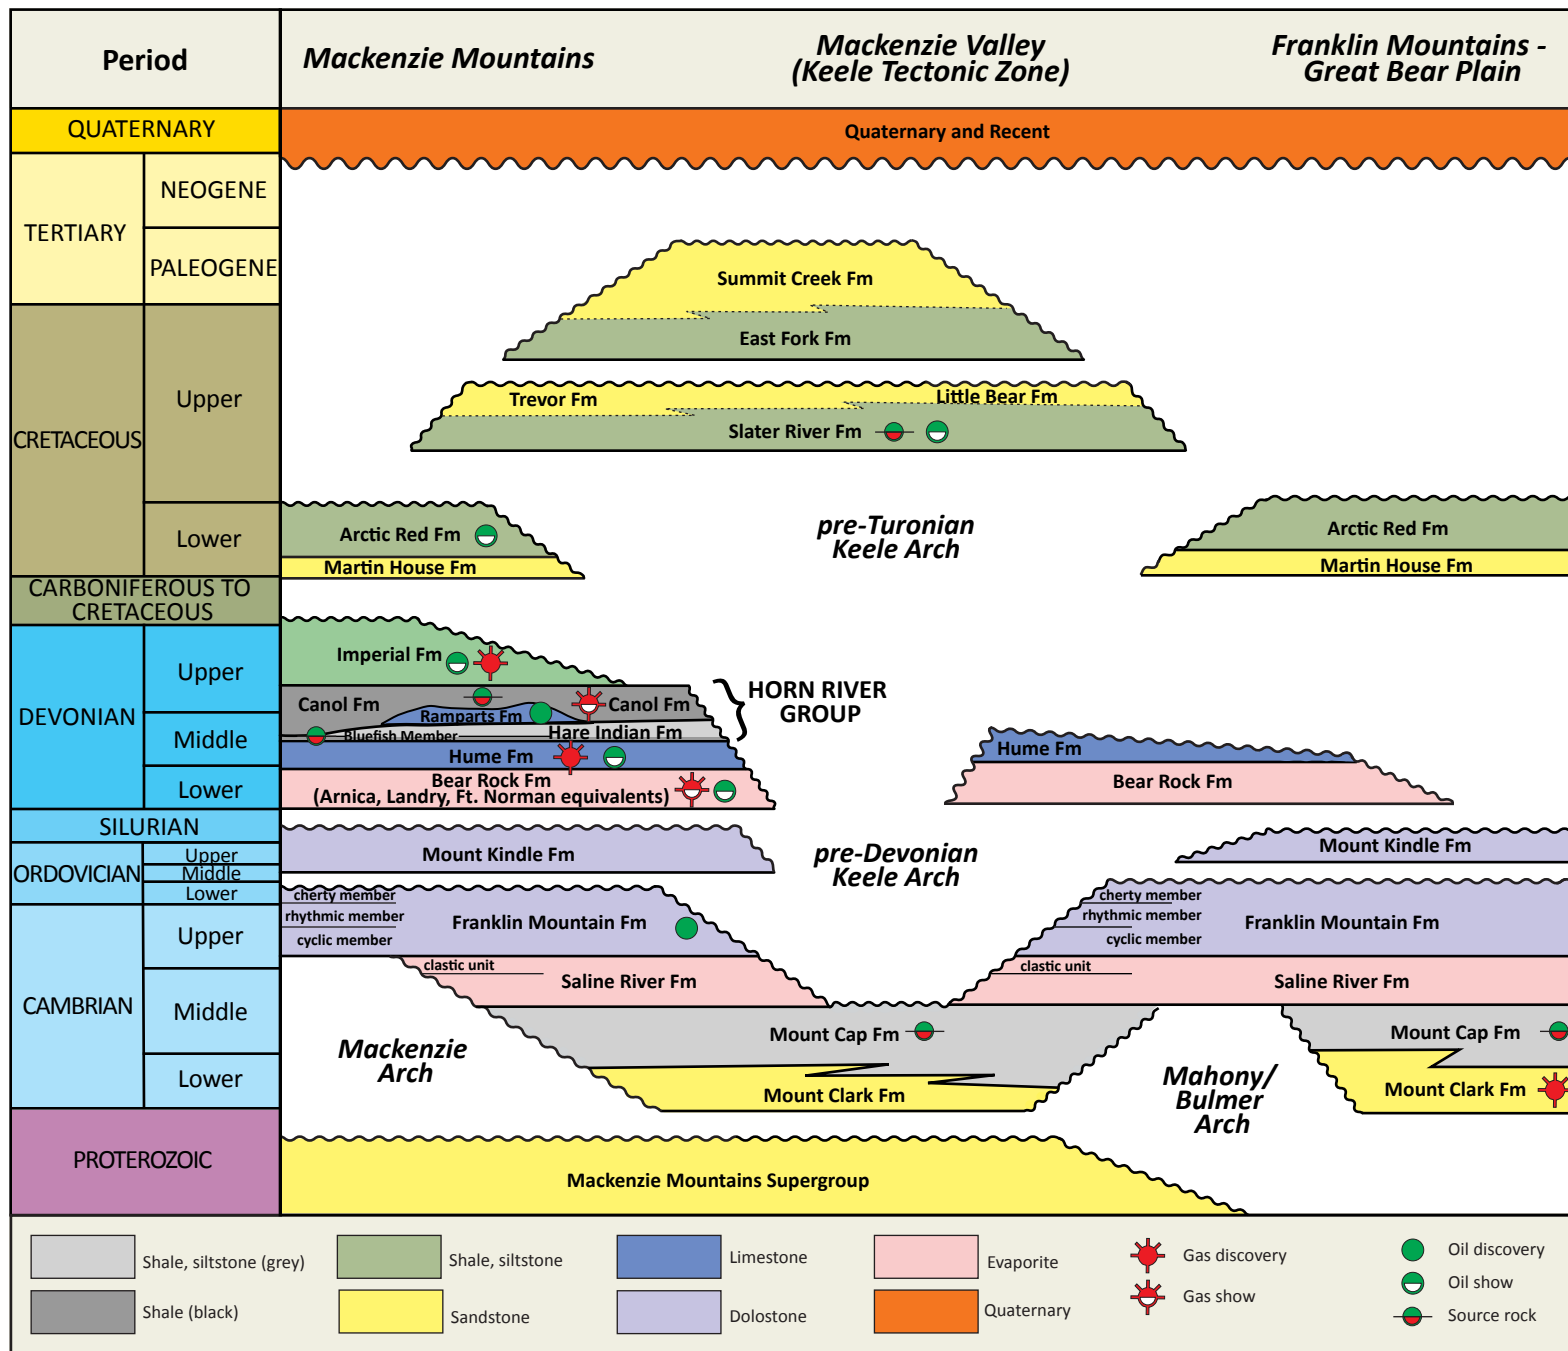 Period
Mackenzie Mountains
Mackenzie Valley
(Keele Tectonic Zone)
Franklin Mountains -
Great Bear Plain
QUATERNARY
Quaternary and Recent
TERTIARY
NEOGENE
PALEOGENE
Summit Creek Fm
East Fork Fm
CRETACEOUS
Upper
Trevor Fm
Little Bear Fm
Slater River Fm
Lower
Arctic Red Fm
Martin House Fm
pre-Turonian
Keele Arch
Arctic Red Fm
Martin House Fm
CARBONIFEROUS TO
CRETACEOUS
DEVONIAN
Upper
Imperial Fm
Canol Fm
Canol Fm
Ramparts Fm
HORN RIVER
GROUP
Middle
Bluefish Member
Hare Indian Fm
Hume Fm
Hume Fm
Lower
Bear Rock Fm
(Arnica, Landry, Ft. Norman equivalents)
Bear Rock Fm
SILURIAN
ORDOVICIAN
Upper
Middle
Lower
Mount Kindle Fm
pre-Devonian
Keele Arch
Mount Kindle Fm
cherty member
rhythmic member
cyclic member
Franklin Mountain Fm
cherty member
rhythmic member
cyclic member
Franklin Mountain Fm
CAMBRIAN
Upper
Middle
Lower
clastic unit
Saline River Fm
clastic unit
Saline River Fm
Mackenzie
Arch
Mount Cap Fm
Mount Clark Fm
Mahony/
Bulmer
Arch
Mount Cap Fm
Mount Clark Fm
PROTEROZOIC
Mackenzie Mountains Supergroup
Shale, siltstone (grey)
Shale, siltstone
Limestone
Evaporite
Gas discovery
Oil discovery
Oil show
Shale (black)
Sandstone
Dolostone
Quaternary
Gas show
Source rock